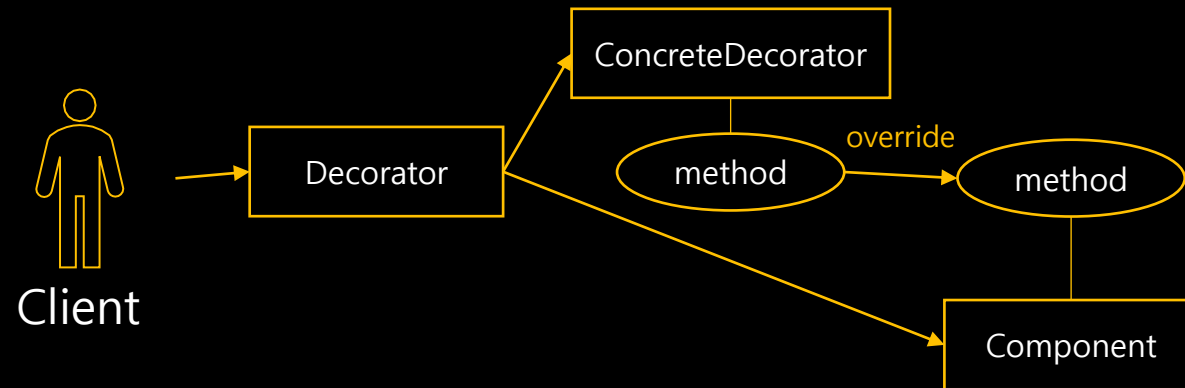 ConcreteDecorator
override
Decorator
method
method
Client
Component